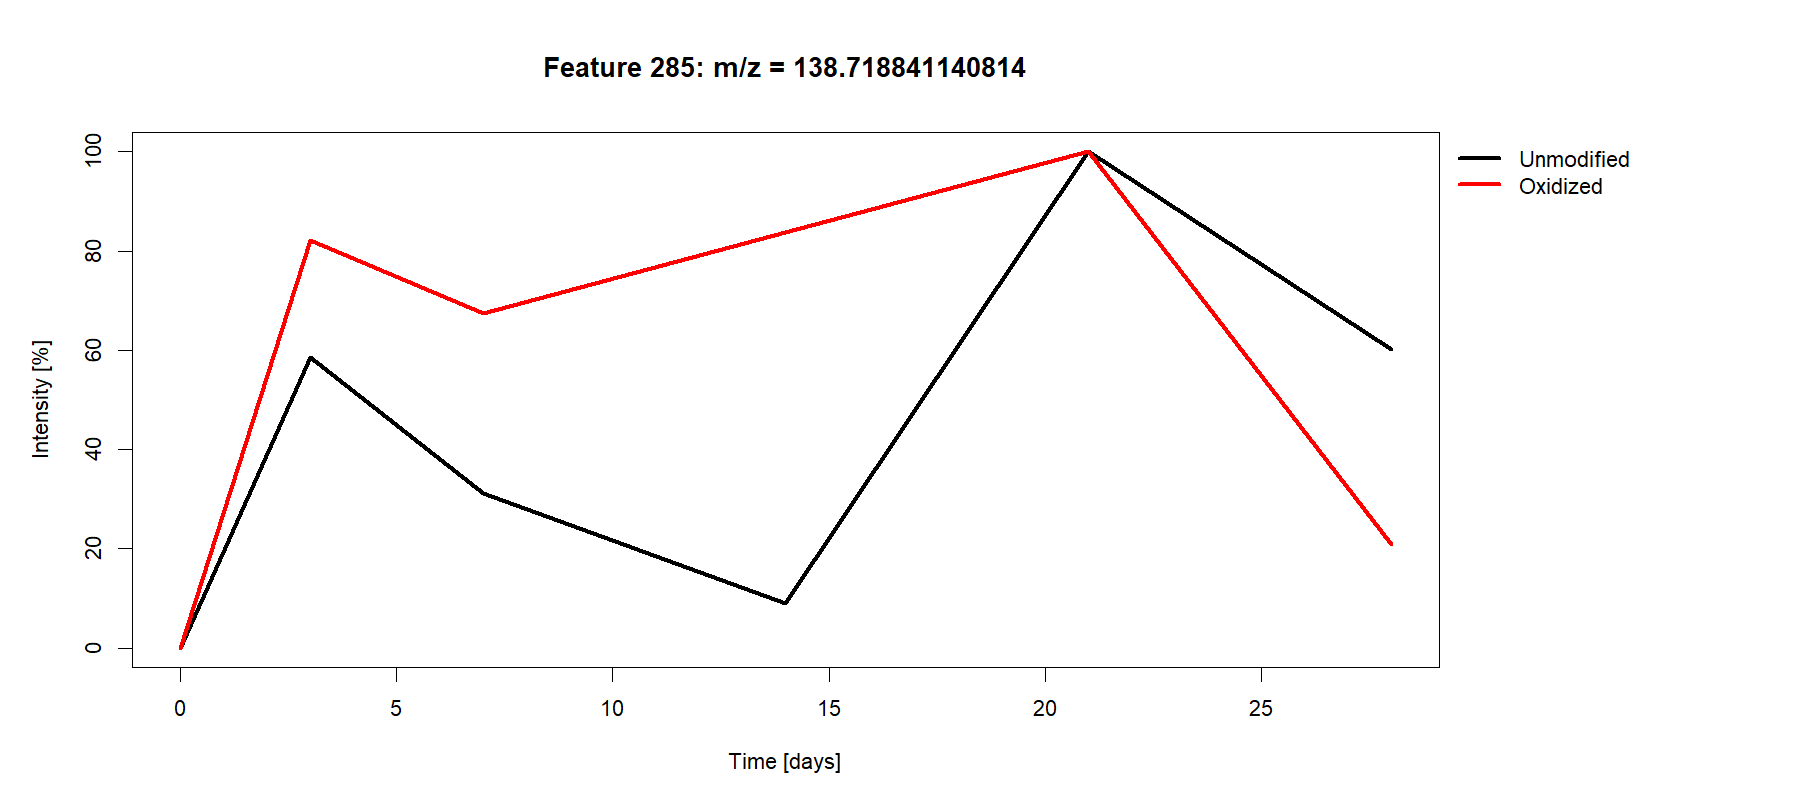 Feature 285: m/z = 138.718841140814
Unmodified
Oxidized
100
80
60
40
20
0
Intensity [%]
0 5 10 15 20 25
Time [days]